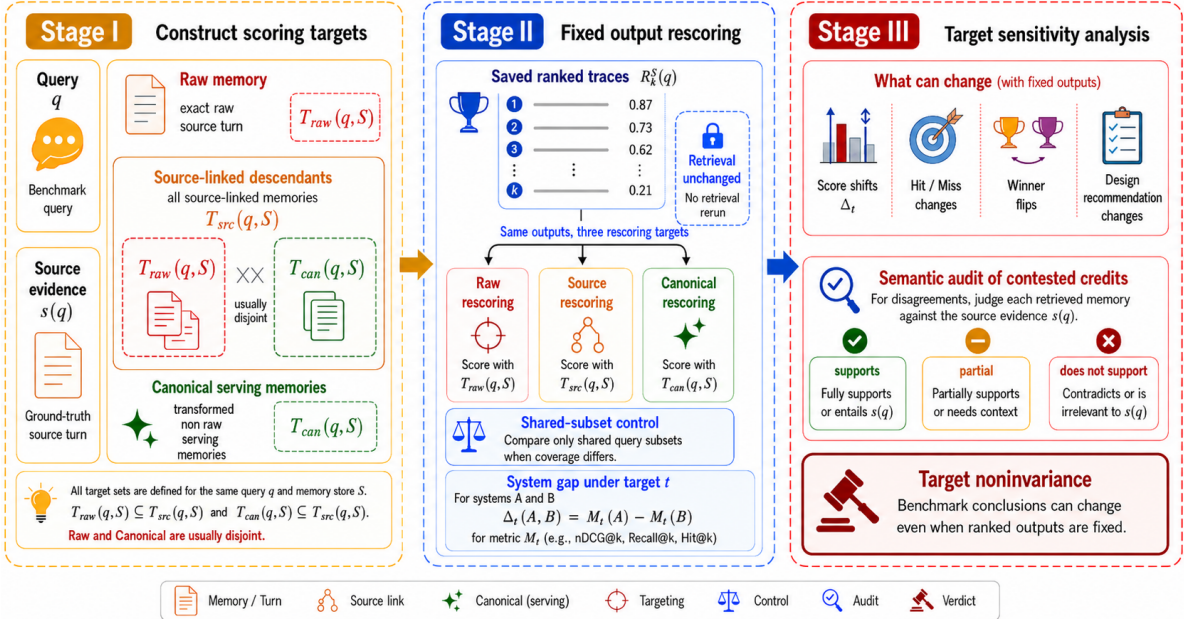 Stage I Construct scoring targets
Query
q
Benchmark
query
Source
evidence
s(q)
Ground-truth
source turn
Raw memory
exact raw
source turn
T_raw(q, S)
Source-linked descendants
all source-linked memories
T_src(q, S)
T_raw(q, S)
usually
disjoint
T_can(q, S)
Canonical serving memories
transformed
non raw
serving
memories
T_can(q, S)
All target sets are defined for the same query q and memory store S.
T_raw(q, S) ⊆ T_src(q, S) and T_can(q, S) ⊆ T_src(q, S).
Raw and Canonical are usually disjoint.
Stage II Fixed output rescoring
Saved ranked traces R_k^S(q)
1 0.87
2 0.73
3 0.62
⋮ ⋮ ⋮
k 0.21
Retrieval
unchanged
No retrieval
rerun
Same outputs, three rescoring targets
Raw
rescoring
Score with
T_raw(q, S)
Source
rescoring
Score with
T_src(q, S)
Canonical
rescoring
Score with
T_can(q, S)
Shared-subset control
Compare only shared query subsets
when coverage differs.
System gap under target t
For systems A and B
Δ_t(A, B) = M_t(A) − M_t(B)
for metric M_t (e.g., nDCG@k, Recall@k, Hit@k)
Stage III Target sensitivity analysis
What can change (with fixed outputs)
Score shifts
Δ_t
Hit / Miss
changes
Winner
flips
Design
recommendation
changes
Semantic audit of contested credits
For disagreements, judge each retrieved memory
against the source evidence s(q).
supports
Fully supports
or entails s(q)
partial
Partially supports
or needs context
does not support
Contradicts or is
irrelevant to s(q)
Target noninvariance
Benchmark conclusions can change
even when ranked outputs are fixed.
Memory / Turn
Source link
Canonical (serving)
Targeting
Control
Audit
Verdict